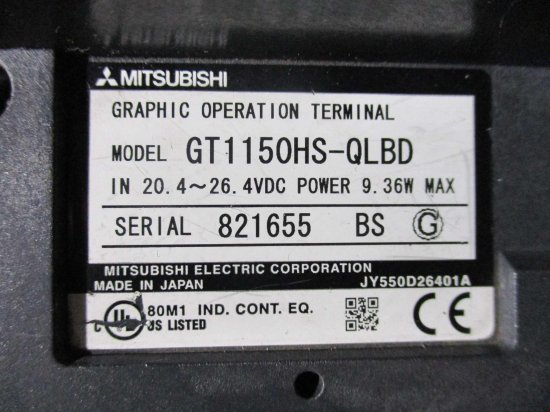 MITSUBISHI
GRAPHIC OPERATION TERMINAL
MODEL GT1150HS-QLBD
IN 20.4~26.4VDC POWER 9.36W MAX
SERIAL 821655 BS G
MITSUBISHI ELECTRIC CORPORATION
MADE IN JAPAN JY550D26401A
UL 80M1 IND. CONT. EQ.
C US LISTED CE